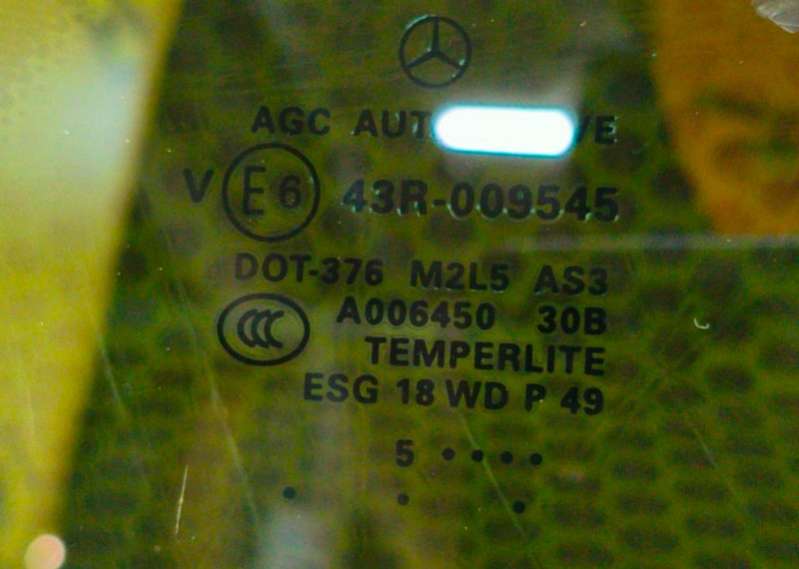 AGC
V E6 43R-009545
DOT-376 M2L5 AS3
CCC A006450 30B
TEMPERLITE
ESG 18 WD P 49
5 ....
. . .